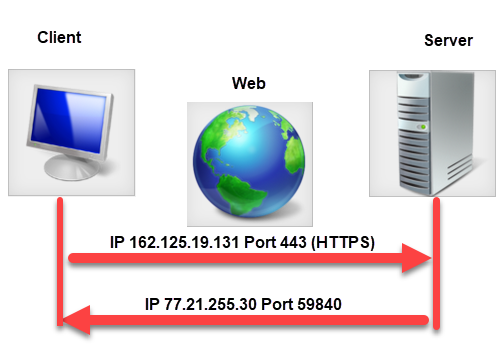 Client
Server
Web
IP 162.125.19.131 Port 443 (HTTPS)
IP 77.21.255.30 Port 59840